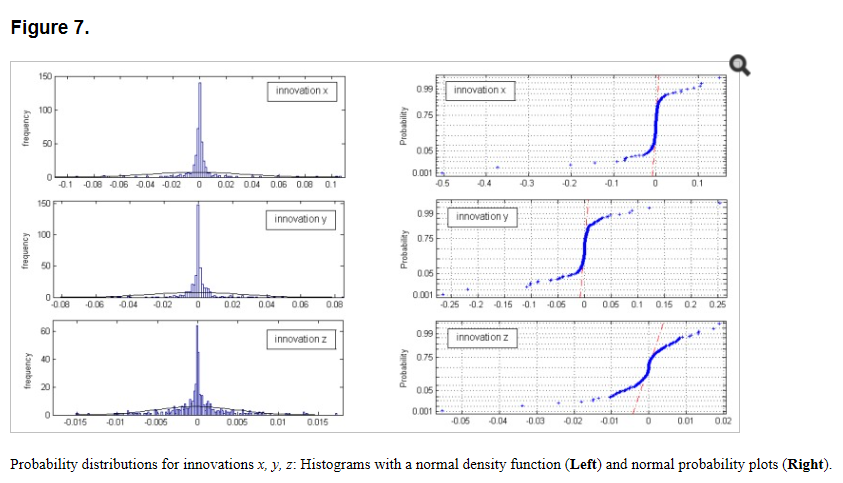 Figure 7.
150
100
50
0
frequency
innovation x
-0.1 -0.08 -0.06 -0.04 -0.02 0 0.02 0.04 0.06 0.08 0.1
0.99
0.75
0.05
0.001
Probability
innovation x
-0.5 -0.4 -0.3 -0.2 -0.1 0 0.1
150
100
50
0
frequency
innovation y
-0.08 -0.06 -0.04 -0.02 0 0.02 0.04 0.06 0.08
0.99
0.75
0.05
0.001
Probability
innovation y
-0.25 -0.2 -0.15 -0.1 -0.05 0 0.05 0.1 0.15 0.2 0.25
60
40
20
0
frequency
innovation z
-0.015 -0.01 -0.005 0 0.005 0.01 0.015
0.99
0.75
0.05
0.001
Probability
innovation z
-0.05 -0.04 -0.03 -0.02 -0.01 0 0.01 0.02
Probability distributions for innovations x, y, z: Histograms with a normal density function (Left) and normal probability plots (Right).